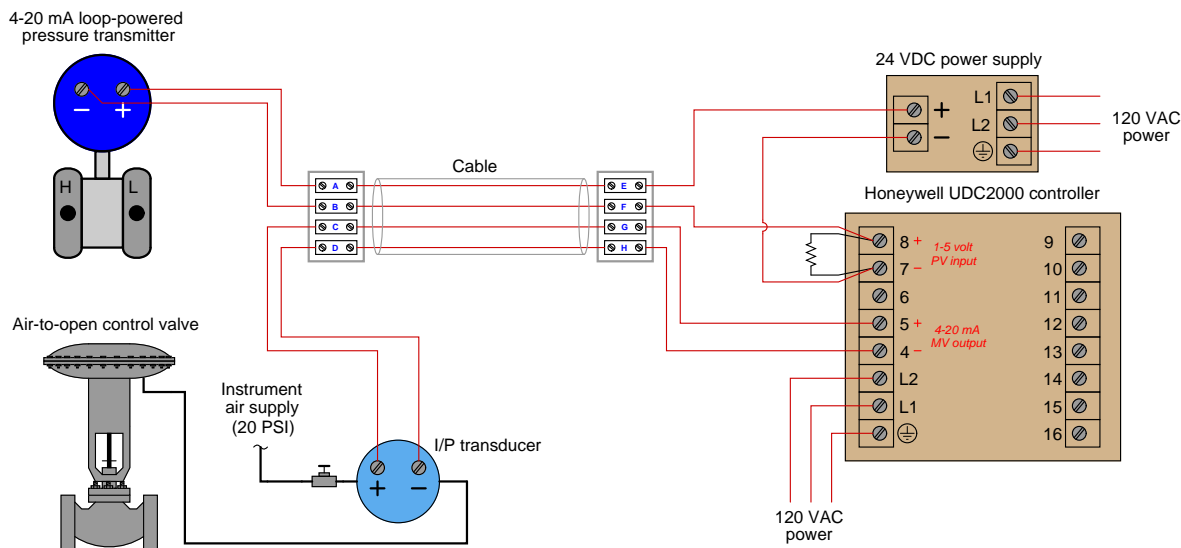 4-20 mA loop-powered
pressure transmitter
− +
H L
Cable
A
B
C
D
E
F
G
H
24 VDC power supply
+
−
L1
L2
120 VAC
power
Honeywell UDC2000 controller
8 +
7 −
1-5 volt
PV input
6
5 +
4 −
4-20 mA
MV output
L2
L1
9
10
11
12
13
14
15
16
120 VAC
power
Air-to-open control valve
Instrument
air supply
(20 PSI)
I/P transducer
+ −